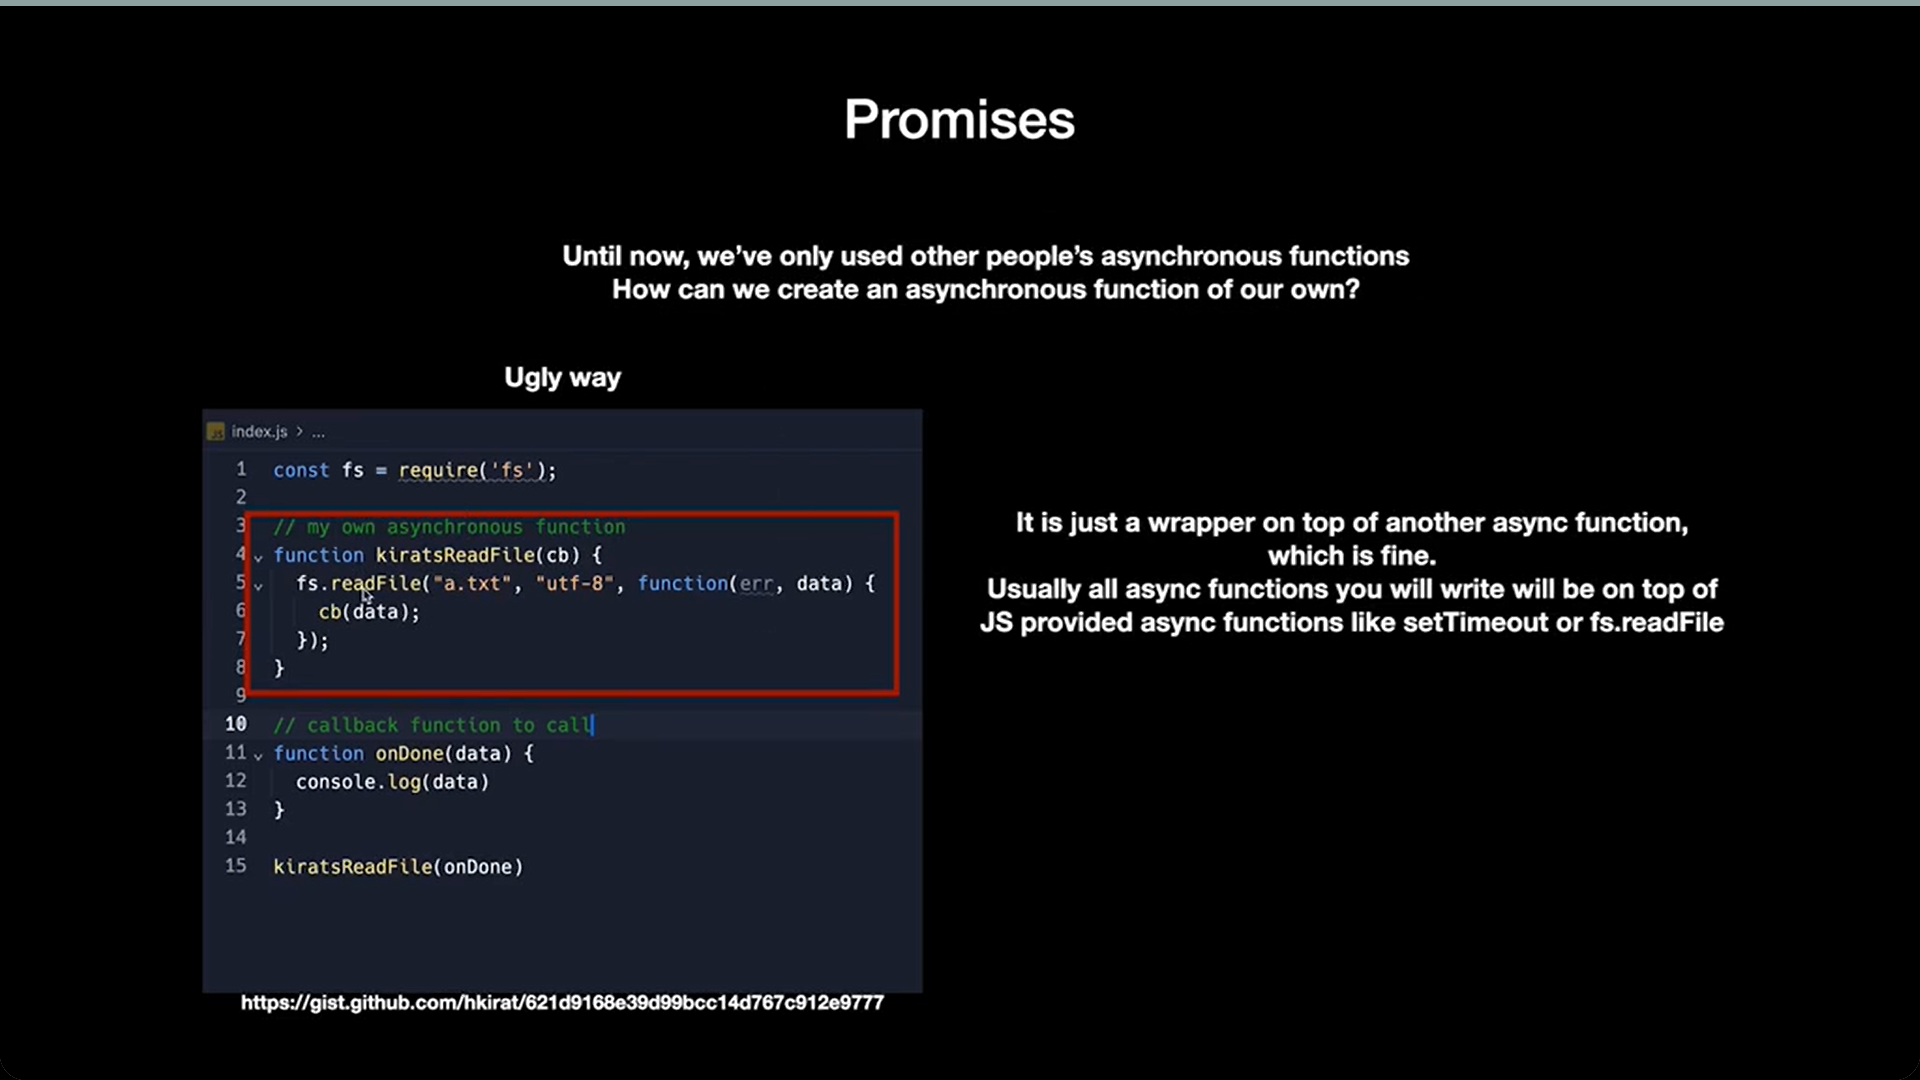 Promises
Until now, we’ve only used other people’s asynchronous functions
How can we create an asynchronous function of our own?
Ugly way
JS index.js > ...
1 const fs = require('fs');
2
3 // my own asynchronous function
4 function kiratsReadFile(cb) {
5 fs.readFile("a.txt", "utf-8", function(err, data) {
6 cb(data);
7 });
8 }
9
10 // callback function to call
11 function onDone(data) {
12 console.log(data)
13 }
14
15 kiratsReadFile(onDone)
https://gist.github.com/hkirat/621d9168e39d99bcc14d767c912e9777
It is just a wrapper on top of another async function,
which is fine.
Usually all async functions you will write will be on top of
JS provided async functions like setTimeout or fs.readFile